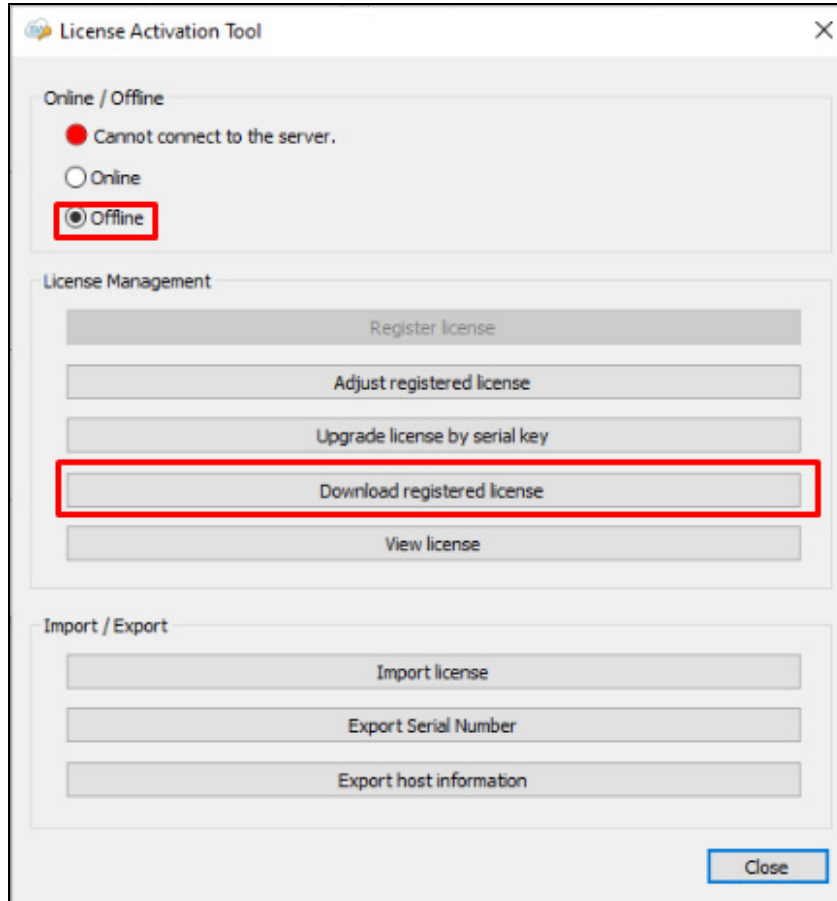 License Activation Tool
Online / Offline
Cannot connect to the server.
Online
Offline
License Management
Register license
Adjust registered license
Upgrade license by serial key
Download registered license
View license
Import / Export
Import license
Export Serial Number
Export host information
Close